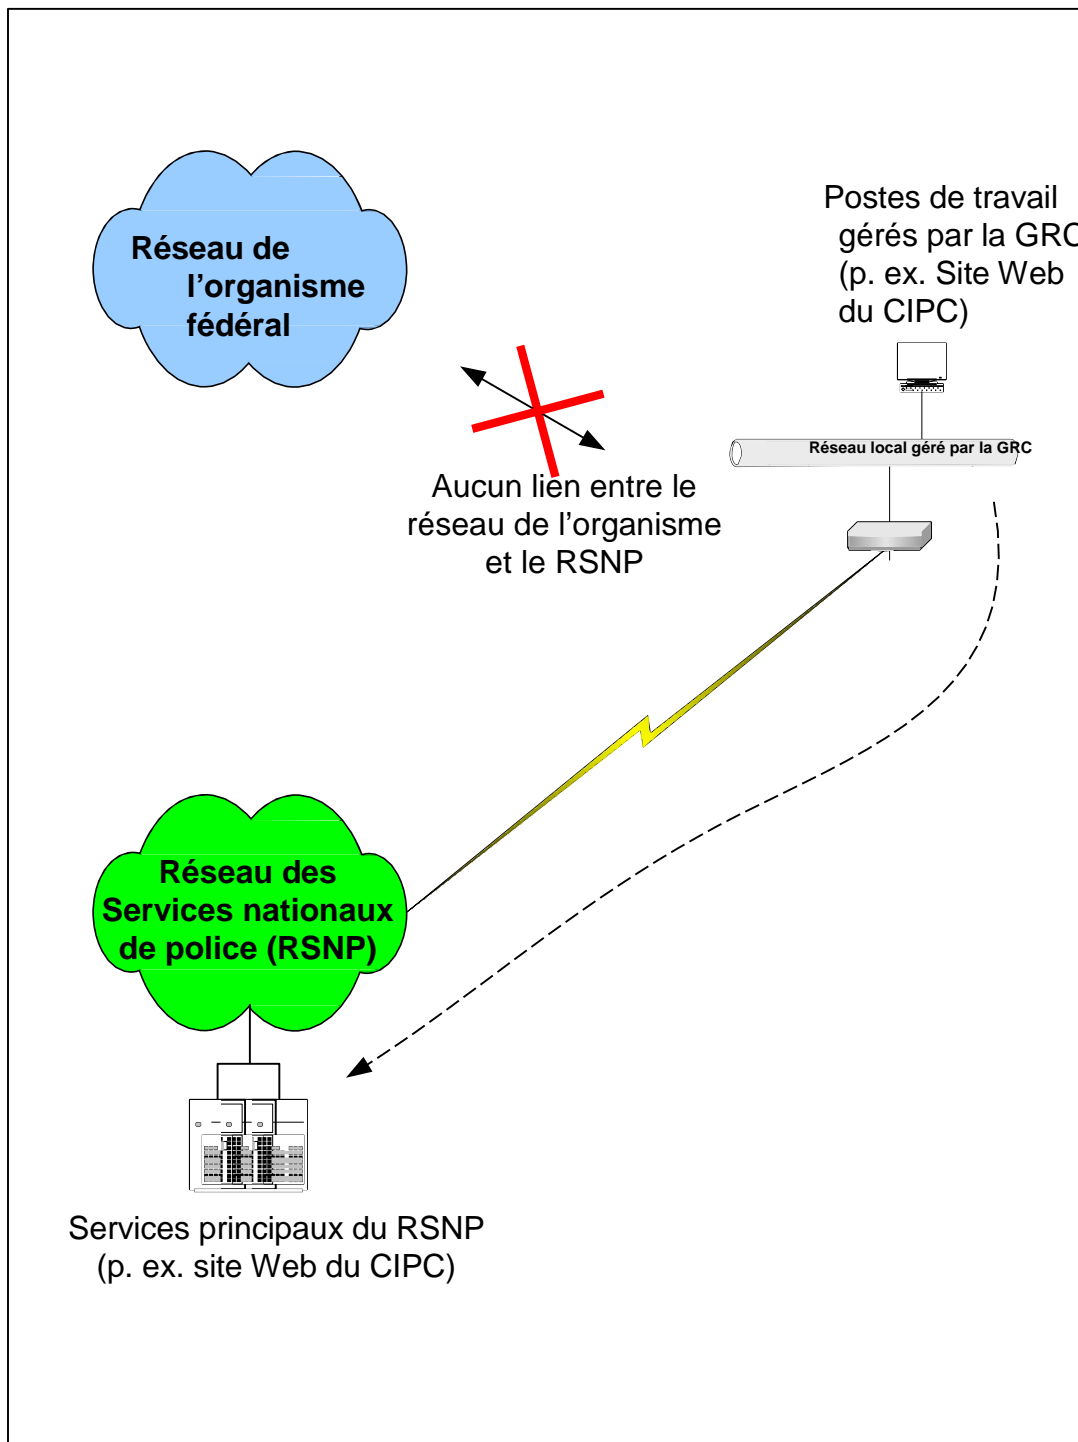 Réseau de
l’organisme
fédéral
Postes de travail
gérés par la GRC
(p. ex. Site Web
du CIPC)
Réseau local géré par la GRC
Aucun lien entre le
réseau de l’organisme
et le RSNP
Réseau des
Services nationaux
de police (RSNP)
Services principaux du RSNP
(p. ex. site Web du CIPC)